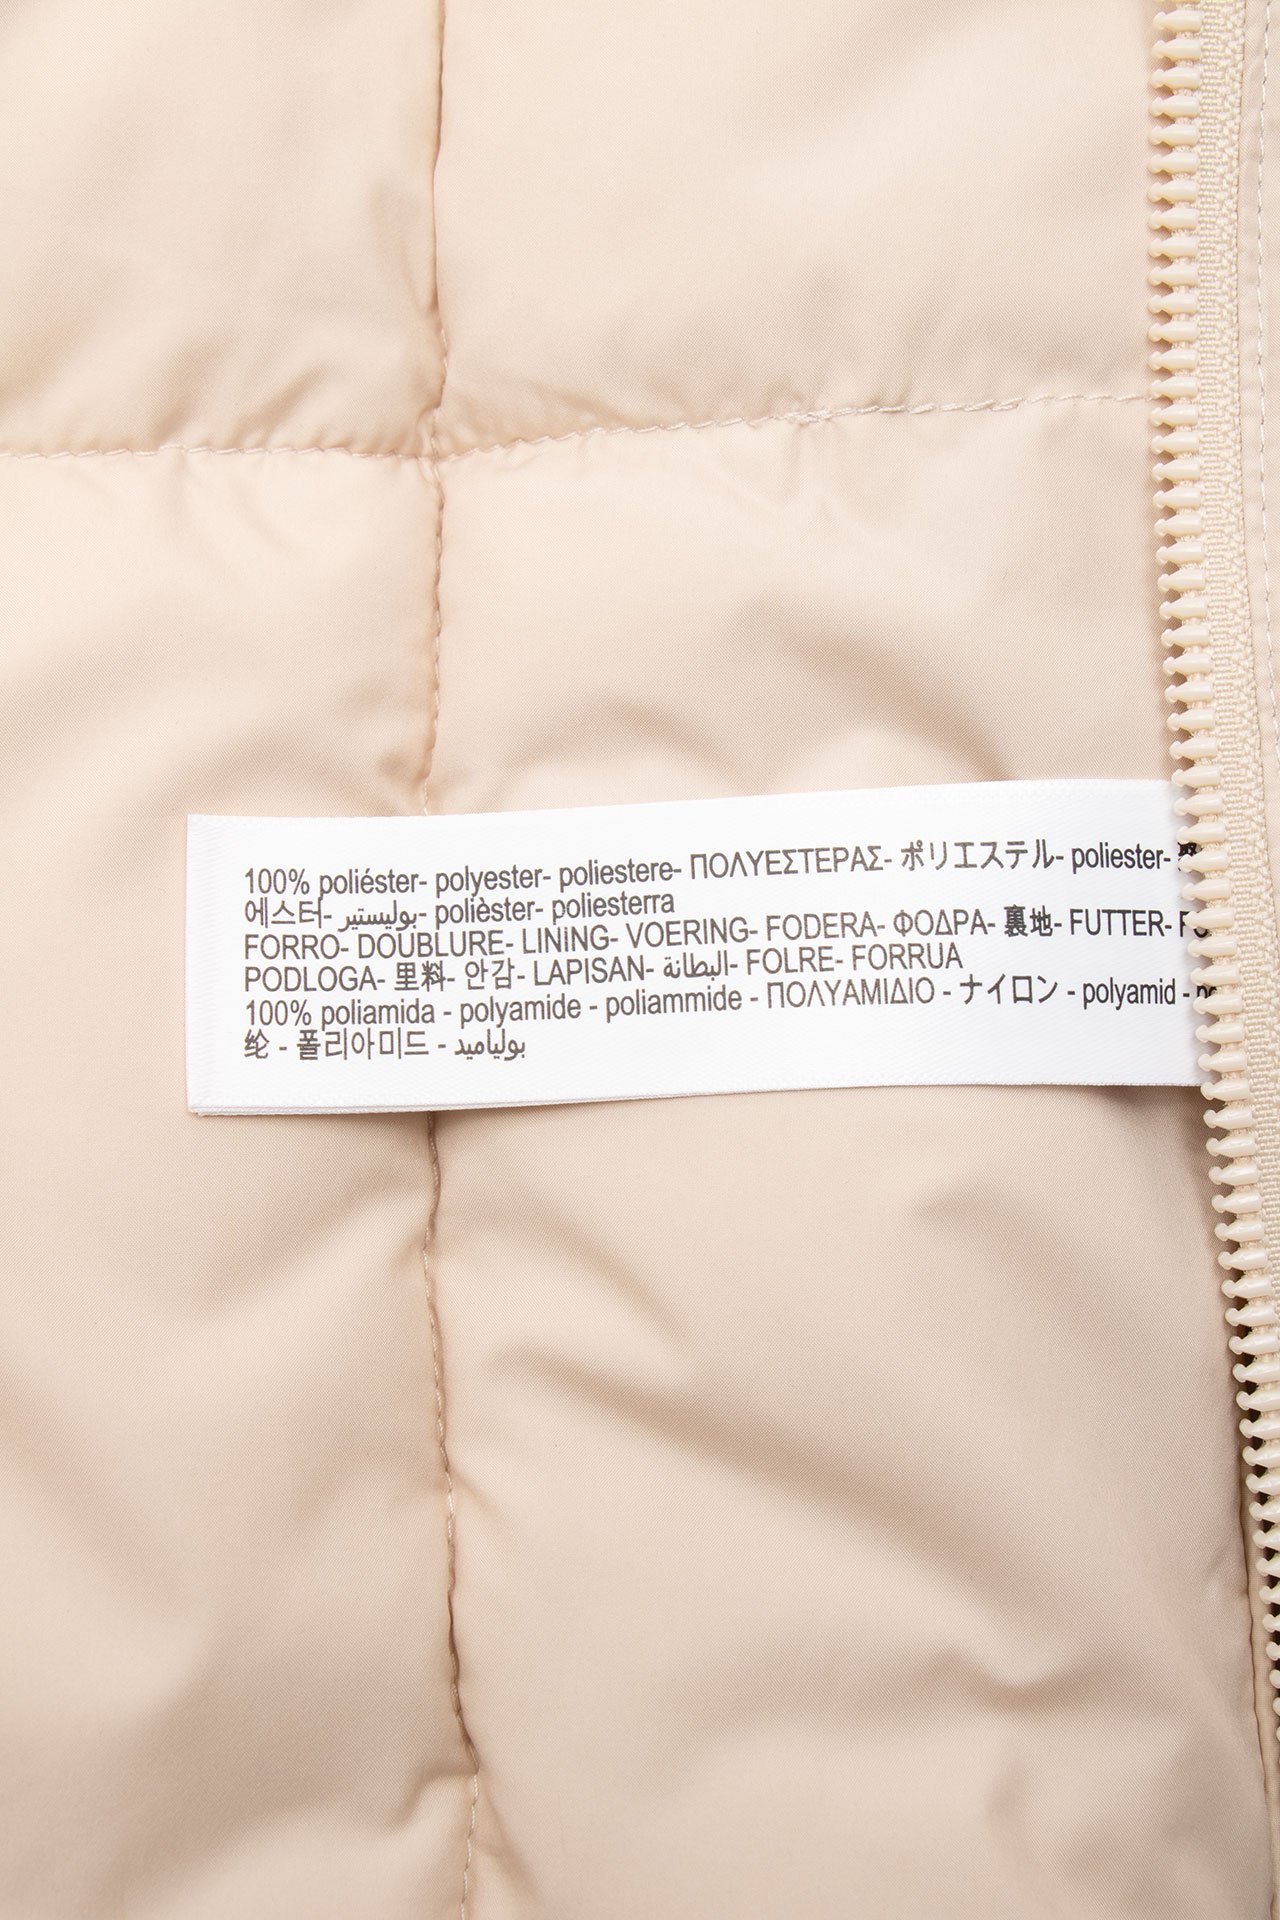 100% poliéster- polyester- poliestere- ΠΟΛΥΕΣΤΕΡΑΣ- ポリエステル- poliester-
에스터- بوليستير- polièster- poliesterra
FORRO- DOUBLURE- LINING- VOERING- FODERA- ΦΟΔΡΑ- 裏地- FUTTER-
PODLOGA- 里料- 안감- LAPISAN- البطانة- FOLRE- FORRUA
100% poliamida - polyamide - poliammide - ΠΟΛΥΑΜΙΔΙΟ - ナイロン - polyamid -
纶 - 폴리아미드 - بولياميد